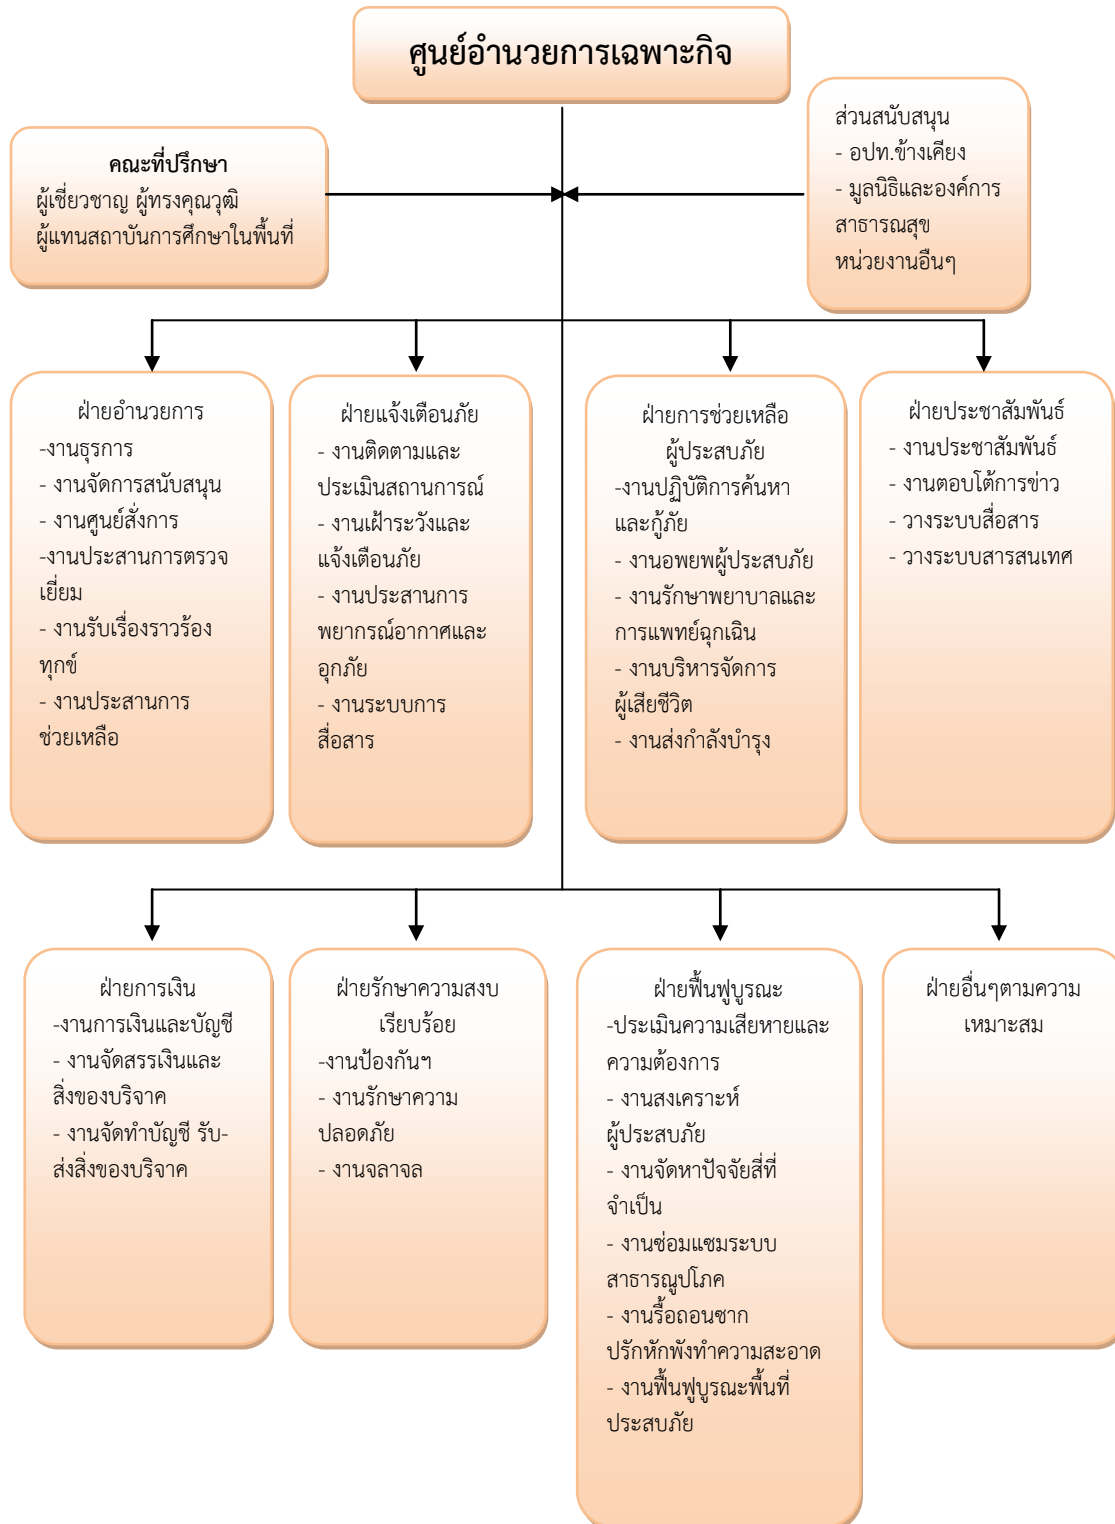 ศูนย์อำนวยการเฉพาะกิจ
คณะที่ปรึกษา
ผู้เชี่ยวชาญ ผู้ทรงคุณวุฒิ
ผู้แทนสถาบันการศึกษาในพื้นที่
ส่วนสนับสนุน
- อปท.ข้างเคียง
- มูลนิธิและองค์การ
สาธารณสุข
หน่วยงานอื่นๆ
ฝ่ายอำนวยการ
-งานธุรการ
- งานจัดการสนับสนุน
- งานศูนย์สั่งการ
-งานประสานการตรวจ
เยี่ยม
- งานรับเรื่องราวร้อง
ทุกข์
- งานประสานการ
ช่วยเหลือ
ฝ่ายแจ้งเตือนภัย
- งานติดตามและ
ประเมินสถานการณ์
- งานเฝ้าระวังและ
แจ้งเตือนภัย
- งานประสานการ
พยากรณ์อากาศและ
อุกภัย
- งานระบบการ
สื่อสาร
ฝ่ายการช่วยเหลือ
ผู้ประสบภัย
-งานปฏิบัติการค้นหา
และกู้ภัย
- งานอพยพผู้ประสบภัย
- งานรักษาพยาบาลและ
การแพทย์ฉุกเฉิน
- งานบริหารจัดการ
ผู้เสียชีวิต
- งานส่งกำลังบำรุง
ฝ่ายประชาสัมพันธ์
- งานประชาสัมพันธ์
- งานตอบโต้การข่าว
- วางระบบสื่อสาร
- วางระบบสารสนเทศ
ฝ่ายการเงิน
-งานการเงินและบัญชี
- งานจัดสรรเงินและ
สิ่งของบริจาค
- งานจัดทำบัญชี รับ-
ส่งสิ่งของบริจาค
ฝ่ายรักษาความสงบ
เรียบร้อย
-งานป้องกันฯ
- งานรักษาความ
ปลอดภัย
- งานจลาจล
ฝ่ายฟื้นฟูบูรณะ
-ประเมินความเสียหายและ
ความต้องการ
- งานสงเคราะห์
ผู้ประสบภัย
- งานจัดหาปัจจัยสี่ที่
จำเป็น
- งานซ่อมแซมระบบ
สาธารณูปโภค
- งานรื้อถอนซาก
ปรักหักพังทำความสะอาด
- งานฟื้นฟูบูรณะพื้นที่
ประสบภัย
ฝ่ายอื่นๆตามความ
เหมาะสม